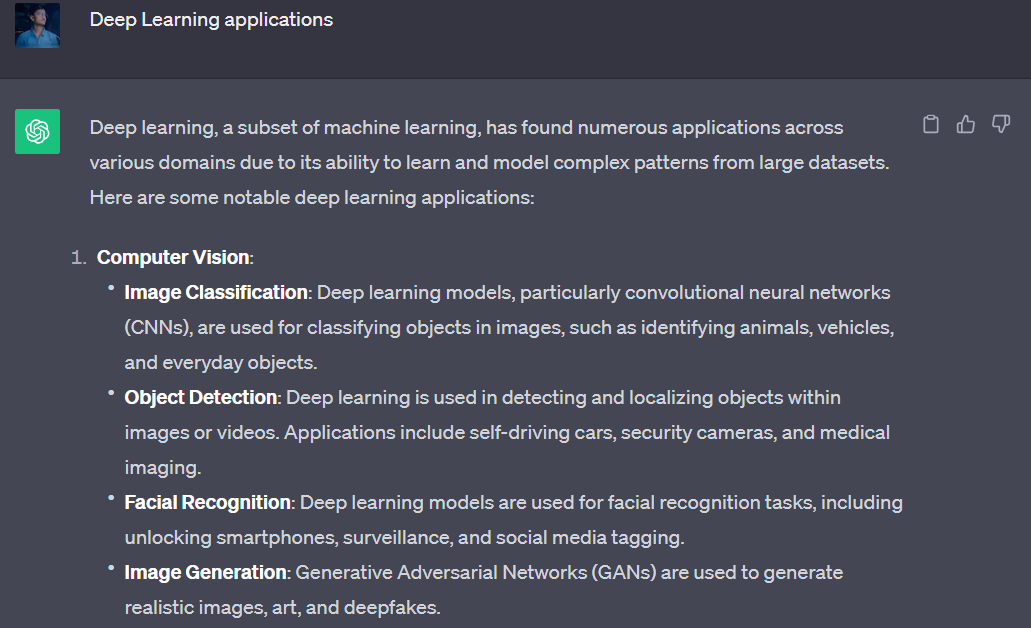 Deep Learning applications
Deep learning, a subset of machine learning, has found numerous applications across
various domains due to its ability to learn and model complex patterns from large datasets.
Here are some notable deep learning applications:
1. Computer Vision:
• Image Classification: Deep learning models, particularly convolutional neural networks
(CNNs), are used for classifying objects in images, such as identifying animals, vehicles,
and everyday objects.
• Object Detection: Deep learning is used in detecting and localizing objects within
images or videos. Applications include self-driving cars, security cameras, and medical
imaging.
• Facial Recognition: Deep learning models are used for facial recognition tasks, including
unlocking smartphones, surveillance, and social media tagging.
• Image Generation: Generative Adversarial Networks (GANs) are used to generate
realistic images, art, and deepfakes.